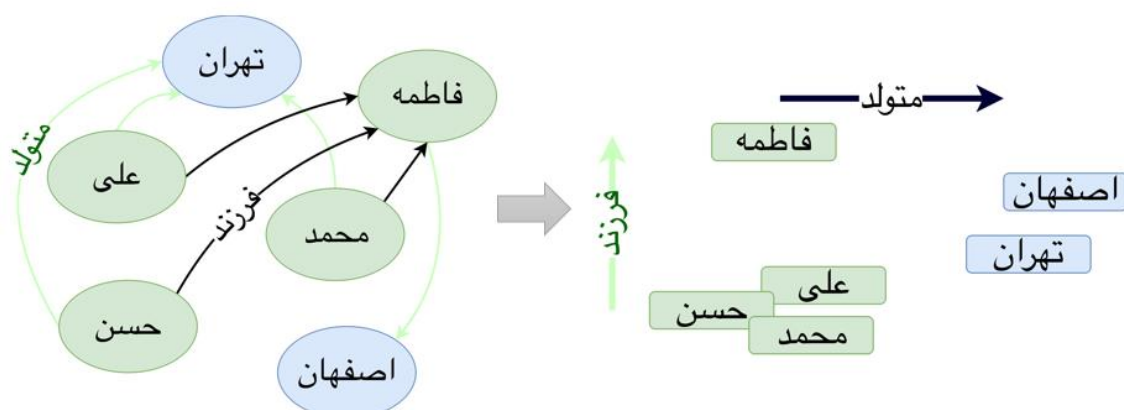 تهران
فاطمه
متولد
علی
فرزند
محمد
حسن
اصفهان
متولد
فاطمه
فرزند
اصفهان
تهران
علی
حسن
محمد